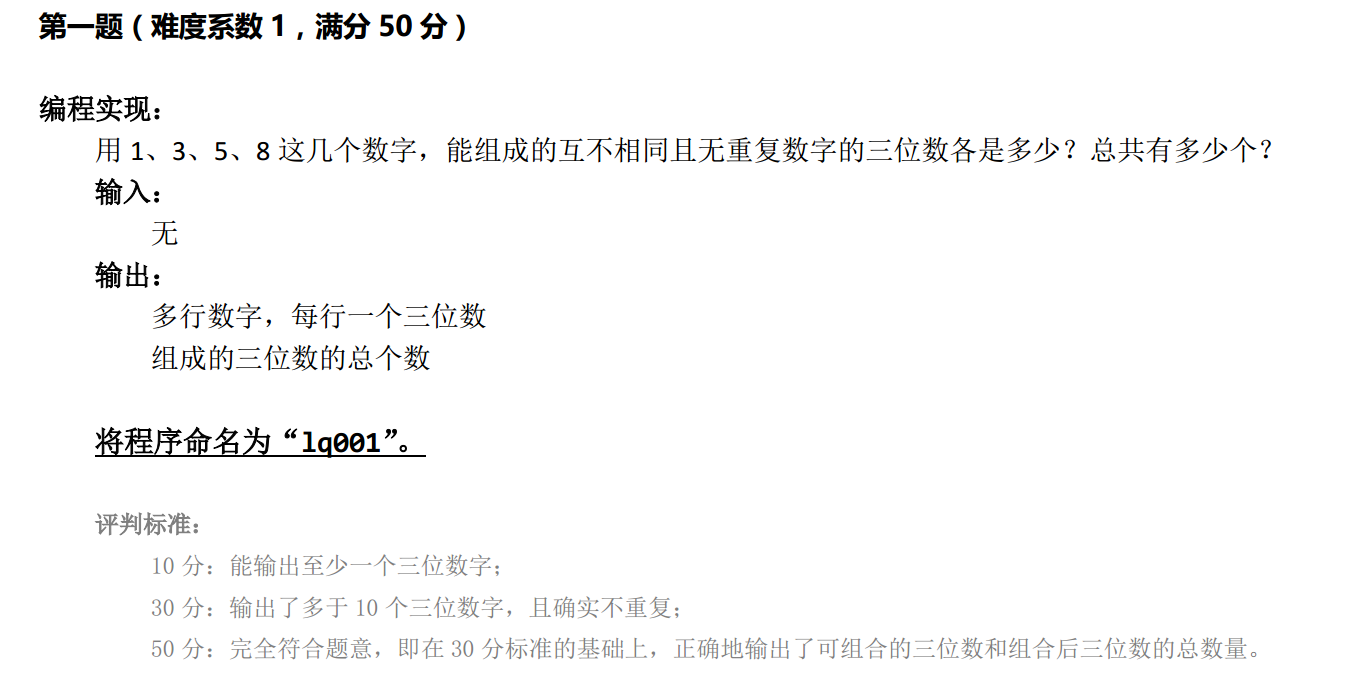 第一题（难度系数 1，满分 50 分）
编程实现：
用 1、3、5、8 这几个数字，能组成的互不相同且无重复数字的三位数各是多少？总共有多少个？
输入：
无
输出：
多行数字，每行一个三位数
组成的三位数的总个数
将程序命名为“lq001”。
评判标准：
10 分：能输出至少一个三位数字；
30 分：输出了多于 10 个三位数字，且确实不重复；
50 分：完全符合题意，即在 30 分标准的基础上，正确地输出了可组合的三位数和组合后三位数的总数量。